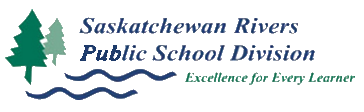 Saskatchewan Rivers
Public School Division
Excellence for Every Learner